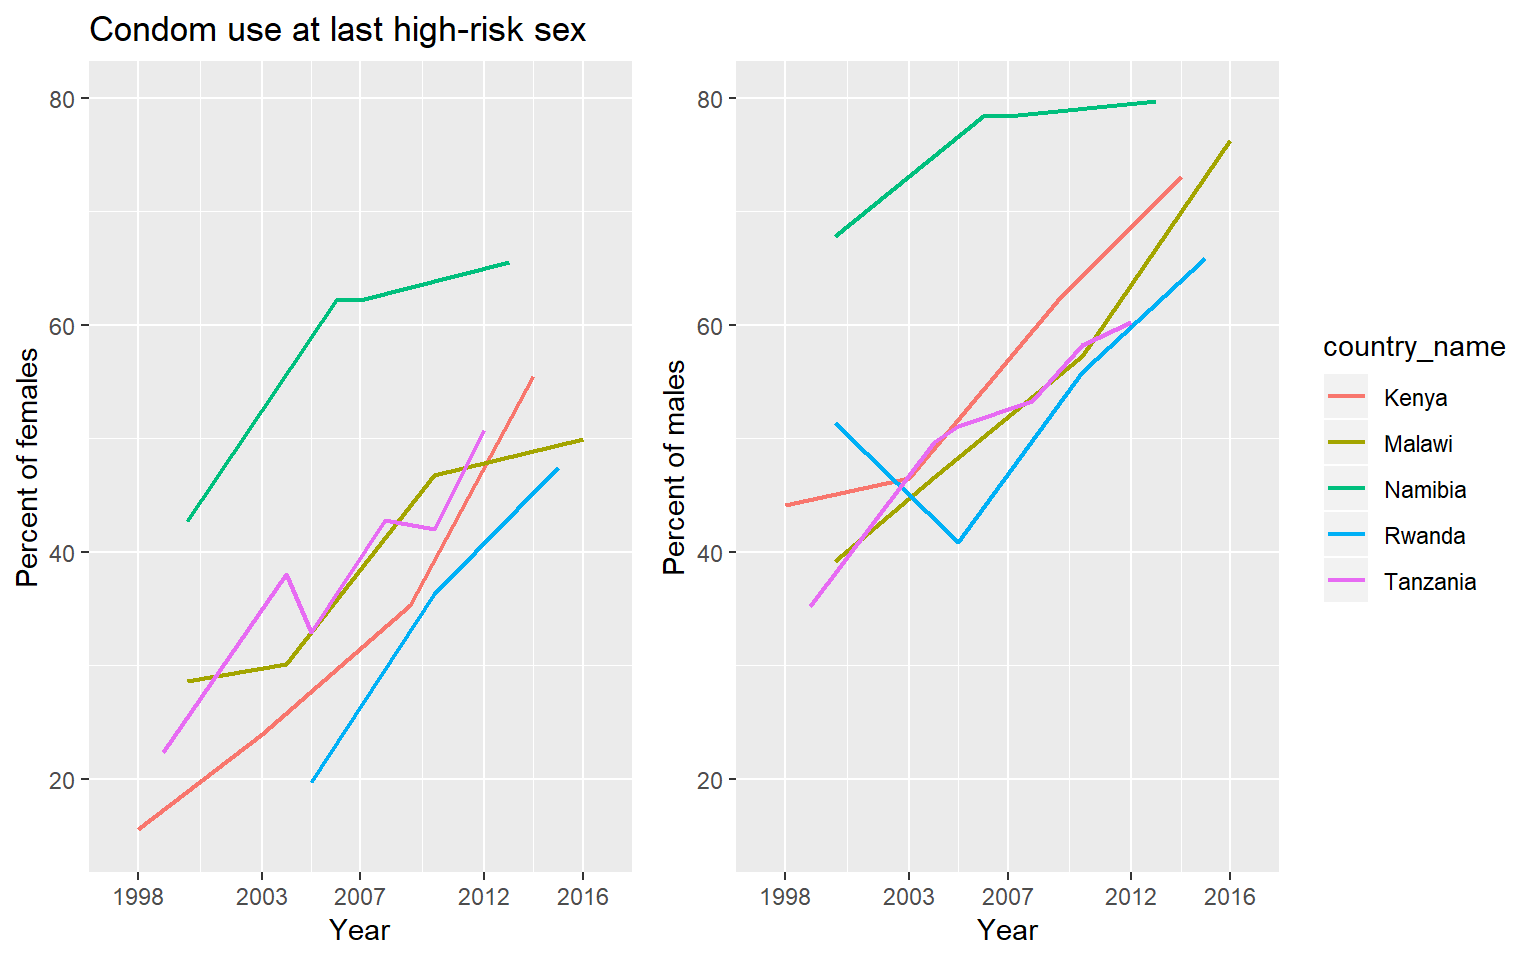 Condom use at last high-risk sex
Percent of females
80
60
40
20
1998 2003 2007 2012 2016
Year
Percent of males
80
60
40
20
1998 2003 2007 2012 2016
Year
country_name
Kenya
Malawi
Namibia
Rwanda
Tanzania